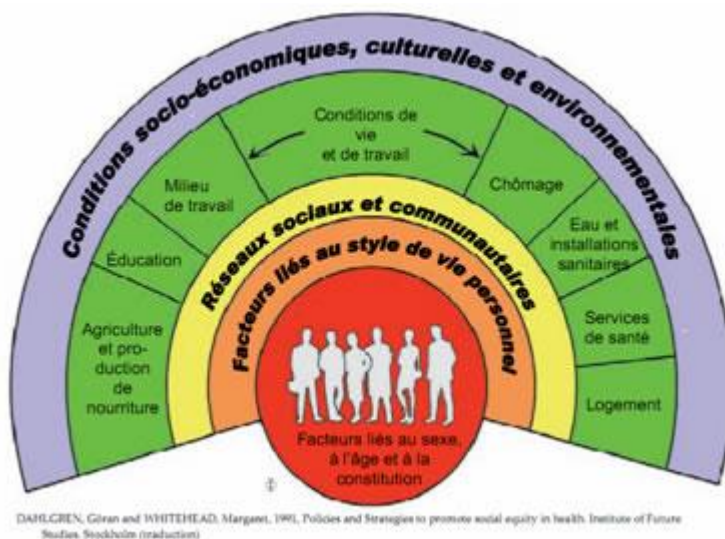 Conditions socio-économiques, culturelles et environnementales
Conditions de
vie
et de travail
Milieu
de travail
Chômage
Éducation
Eau et
installations
sanitaires
Agriculture
et pro-
duction
de
nourriture
Services
de santé
Logement
Réseaux sociaux et communautaires
Facteurs liés au style de vie personnel
Facteurs liés au sexe,
à l'âge et à la
constitution
DAHLGREN, Göran and WHITEHEAD, Margaret, 1991, Policies and Strategies to promote social equity in health. Institute of Future
Studies, Stockholm (traduction)